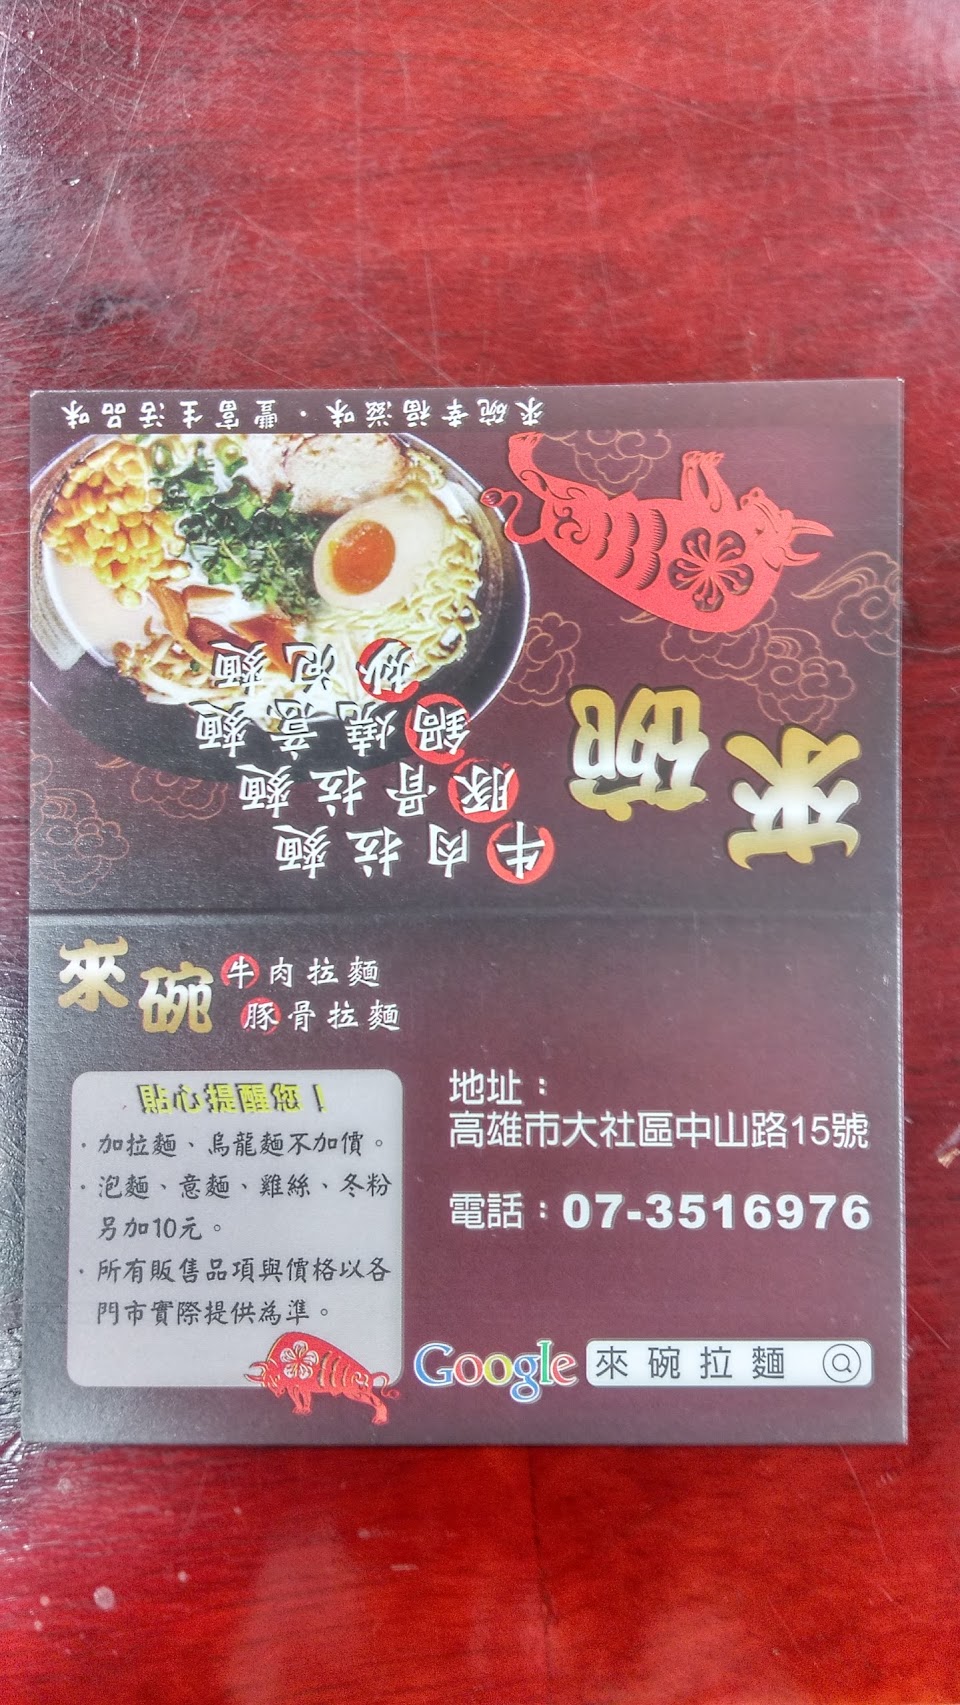 來碗幸福滋味·豐富生活品味
來碗
牛肉拉麵
豚骨拉麵
鍋燒意麵
炒泡麵
來碗
牛肉拉麵
豚骨拉麵
貼心提醒您！
·加拉麵、烏龍麵不加價。
·泡麵、意麵、雞絲、冬粉
另加10元。
·所有販售品項與價格以各
門市實際提供為準。
地址：
高雄市大社區中山路15號
電話：07-3516976
Google 來碗拉麵